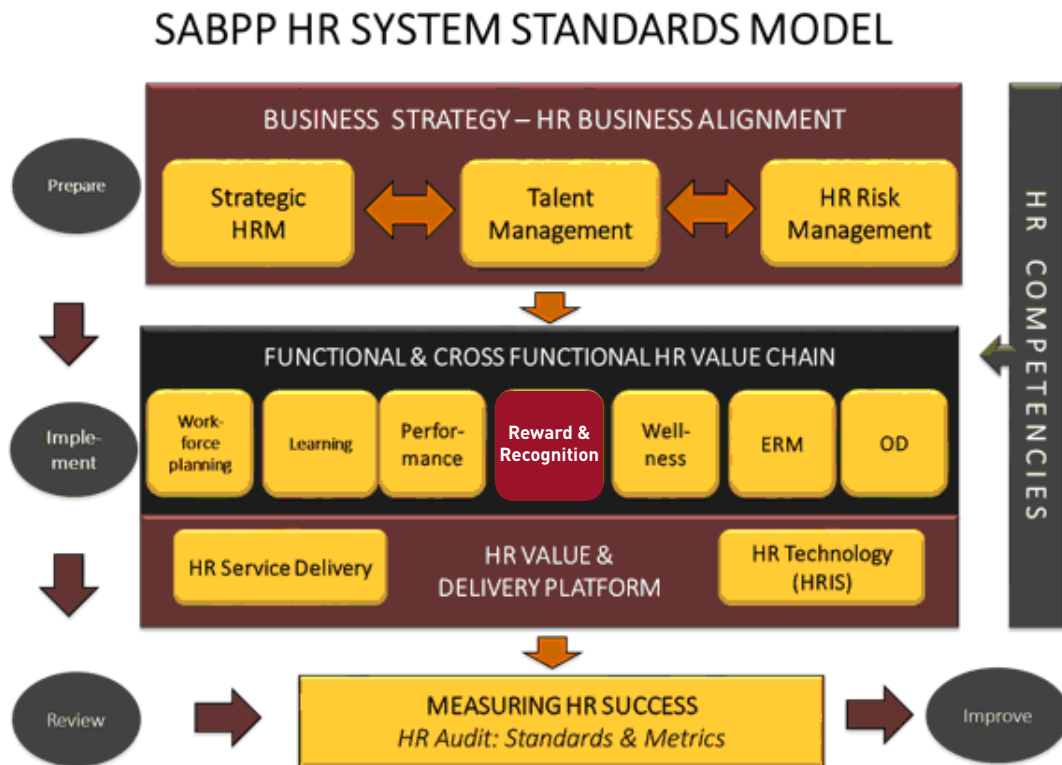 SABPP HR SYSTEM STANDARDS MODEL
BUSINESS STRATEGY – HR BUSINESS ALIGNMENT
Prepare
Strategic
HRM
Talent
Management
HR Risk
Management
HR COMPETENCIES
FUNCTIONAL & CROSS FUNCTIONAL HR VALUE CHAIN
Imple-
ment
Work-
force
planning
Learning
Perfor-
mance
Reward &
Recognition
Well-
ness
ERM
OD
HR Service Delivery
HR VALUE &
DELIVERY PLATFORM
HR Technology
(HRIS)
Review
MEASURING HR SUCCESS
HR Audit: Standards & Metrics
Improve